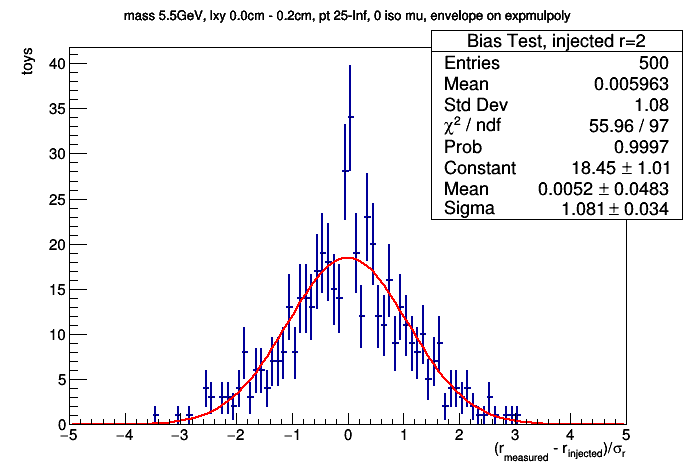 mass 5.5GeV, lxy 0.0cm - 0.2cm, pt 25-Inf, 0 iso mu, envelope on expmulpoly
Bias Test, injected r=2
Entries 500
Mean 0.005963
Std Dev 1.08
χ² / ndf 55.96 / 97
Prob 0.9997
Constant 18.45 ± 1.01
Mean 0.0052 ± 0.0483
Sigma 1.081 ± 0.034
toys
40
35
30
25
20
15
10
5
0
−5 −4 −3 −2 −1 0 1 2 3 4 5
(r_measured - r_injected)/σ_r